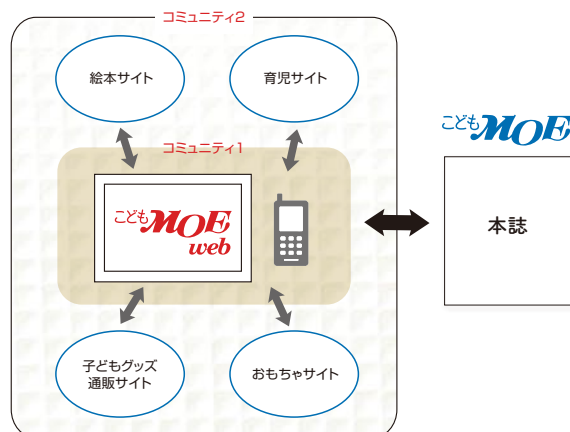 コミュニティ2
絵本サイト
育児サイト
コミュニティ1
こどもMOE
web
こどもMOE
本誌
子どもグッズ
通販サイト
おもちゃサイト